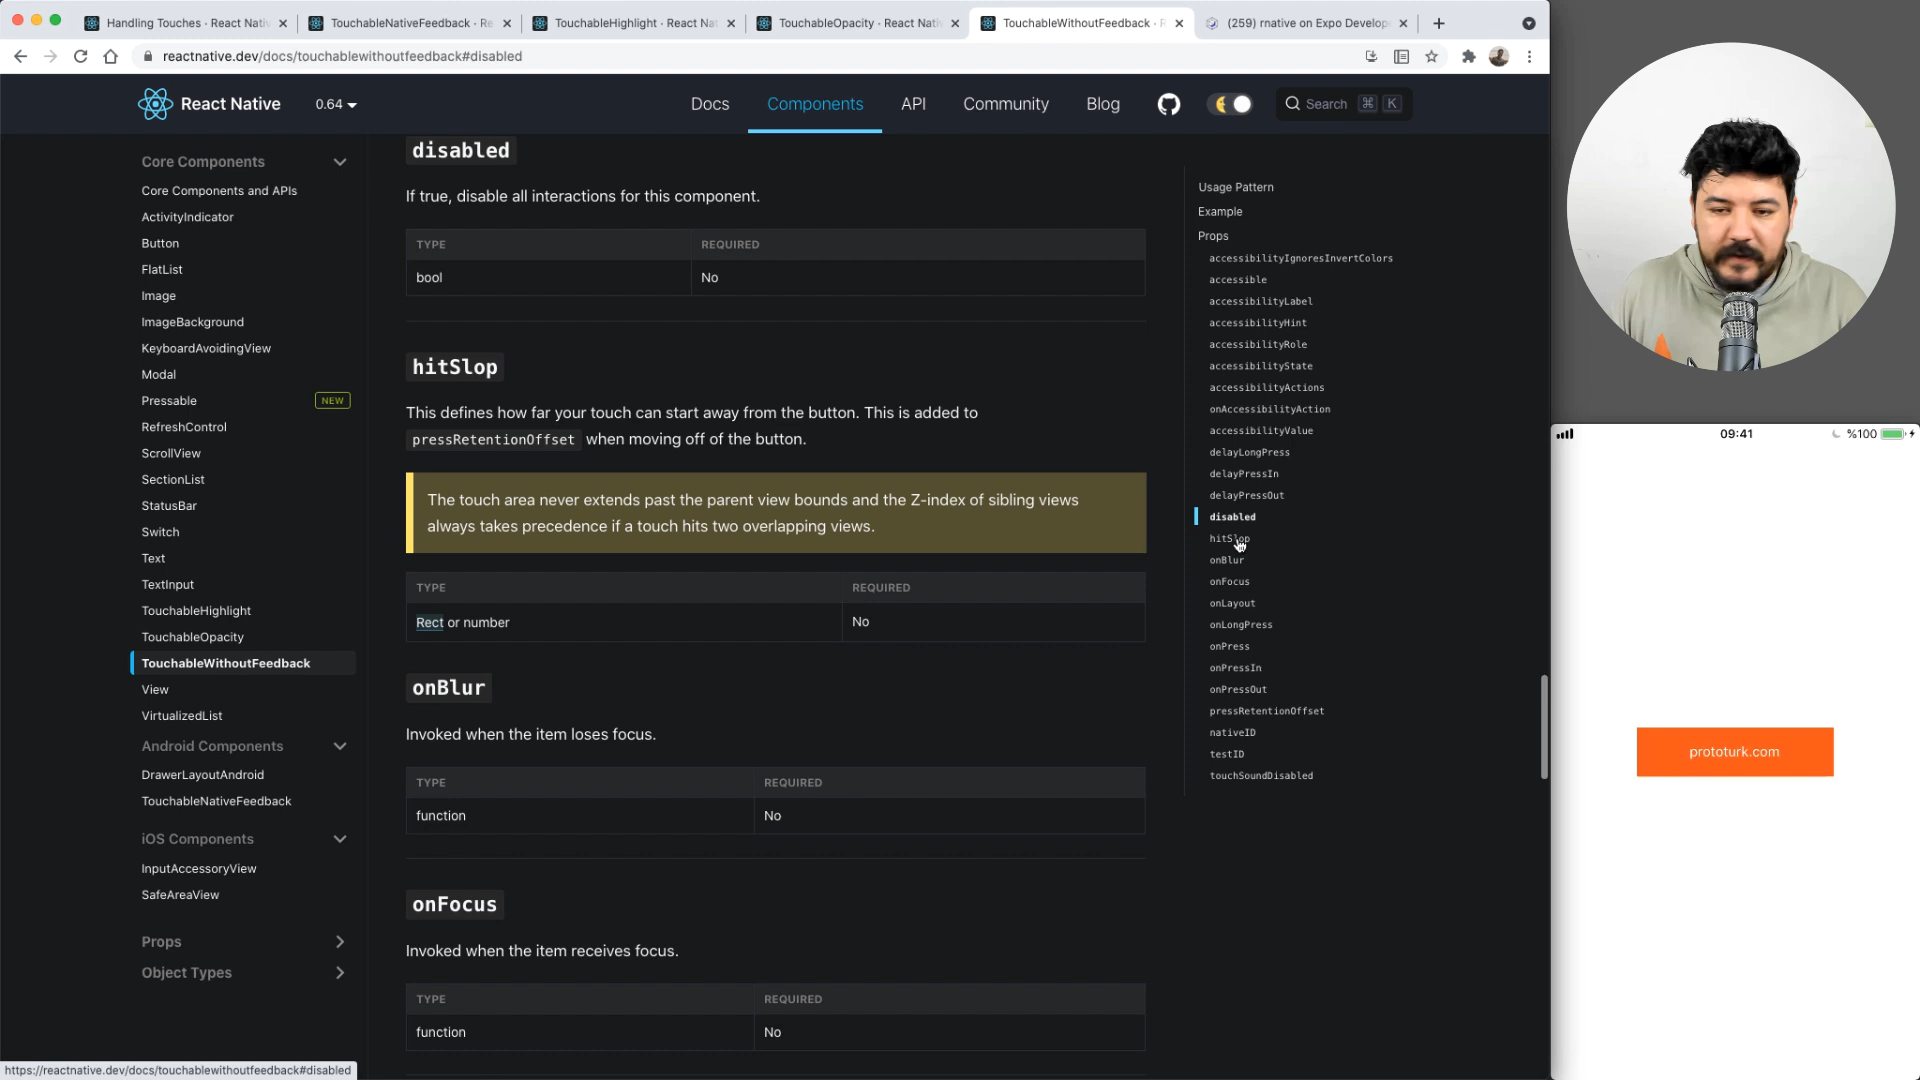 Handling Touches · React Nativ
TouchableNativeFeedback · Re
TouchableHighlight · React Nat
TouchableOpacity · React Nativ
TouchableWithoutFeedback · R
(259) rnative on Expo Develope
reactnative.dev/docs/touchablewithoutfeedback#disabled
React Native
0.64
Docs
Components
API
Community
Blog
Search ⌘ K
Core Components
Core Components and APIs
ActivityIndicator
Button
FlatList
Image
ImageBackground
KeyboardAvoidingView
Modal
Pressable NEW
RefreshControl
ScrollView
SectionList
StatusBar
Switch
Text
TextInput
TouchableHighlight
TouchableOpacity
TouchableWithoutFeedback
View
VirtualizedList
Android Components
DrawerLayoutAndroid
TouchableNativeFeedback
iOS Components
InputAccessoryView
SafeAreaView
Props
Object Types
disabled
If true, disable all interactions for this component.
TYPE REQUIRED
bool No
hitSlop
This defines how far your touch can start away from the button. This is added to
pressRetentionOffset when moving off of the button.
The touch area never extends past the parent view bounds and the Z-index of sibling views
always takes precedence if a touch hits two overlapping views.
TYPE REQUIRED
Rect or number No
onBlur
Invoked when the item loses focus.
TYPE REQUIRED
function No
onFocus
Invoked when the item receives focus.
TYPE REQUIRED
function No
Usage Pattern
Example
Props
accessibilityIgnoresInvertColors
accessible
accessibilityLabel
accessibilityHint
accessibilityRole
accessibilityState
accessibilityActions
onAccessibilityAction
accessibilityValue
delayLongPress
delayPressIn
delayPressOut
disabled
hitSlop
onBlur
onFocus
onLayout
onLongPress
onPress
onPressIn
onPressOut
pressRetentionOffset
nativeID
testID
touchSoundDisabled
09:41
%100
prototurk.com
https://reactnative.dev/docs/touchablewithoutfeedback#disabled